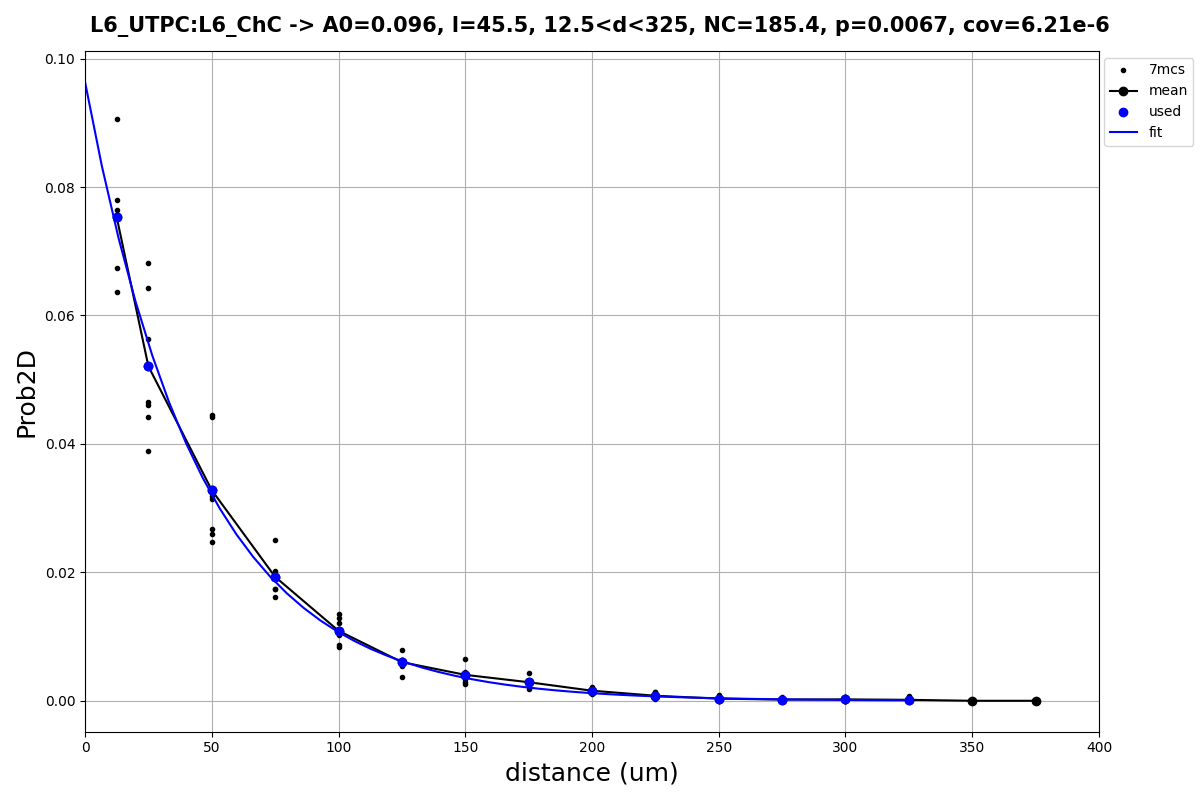 L6_UTPC:L6_ChC -> A0=0.096, l=45.5, 12.5<d<325, NC=185.4, p=0.0067, cov=6.21e-6
7mcs
mean
used
fit
Prob2D
0.10
0.08
0.06
0.04
0.02
0.00
0 50 100 150 200 250 300 350 400
distance (um)